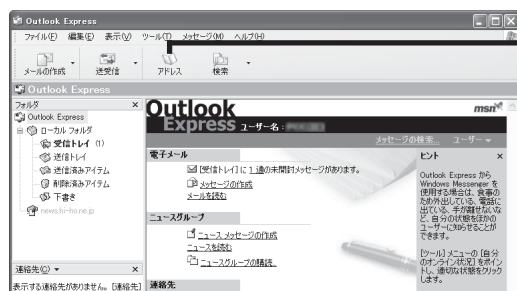 Outlook Express
ファイル(F) 編集(E) 表示(V) ツール(T) メッセージ(M) ヘルプ(H)
メールの作成 送受信 アドレス 検索
Outlook Express
フォルダ ×
Outlook Express
ローカル フォルダ
受信トレイ (1)
送信トレイ
送信済みアイテム
削除済みアイテム
下書き
news.hi-ho.ne.jp
連絡先(C) ×
表示する連絡先がありません。[連絡先]
Outlook
Express ユーザー名:
msn
メッセージの検索... ユーザー
電子メール
[受信トレイ] に 1 通の未開封メッセージがあります。
メッセージの作成
メールを読む
ニュースグループ
ニュース メッセージの作成
ニュースを読む
ニュースグループの購読...
連絡先
ヒント ×
Outlook Express から
Windows Messenger を
使用する場合は、食事の
ため外出している、電話に
出ている、手が離せないな
ど、自分の状態をほかの
ユーザーに知らせることが
できます。
[ツール] メニューの [自分
のオンライン状況] をポイン
トし、適切な状態をクリック
します。